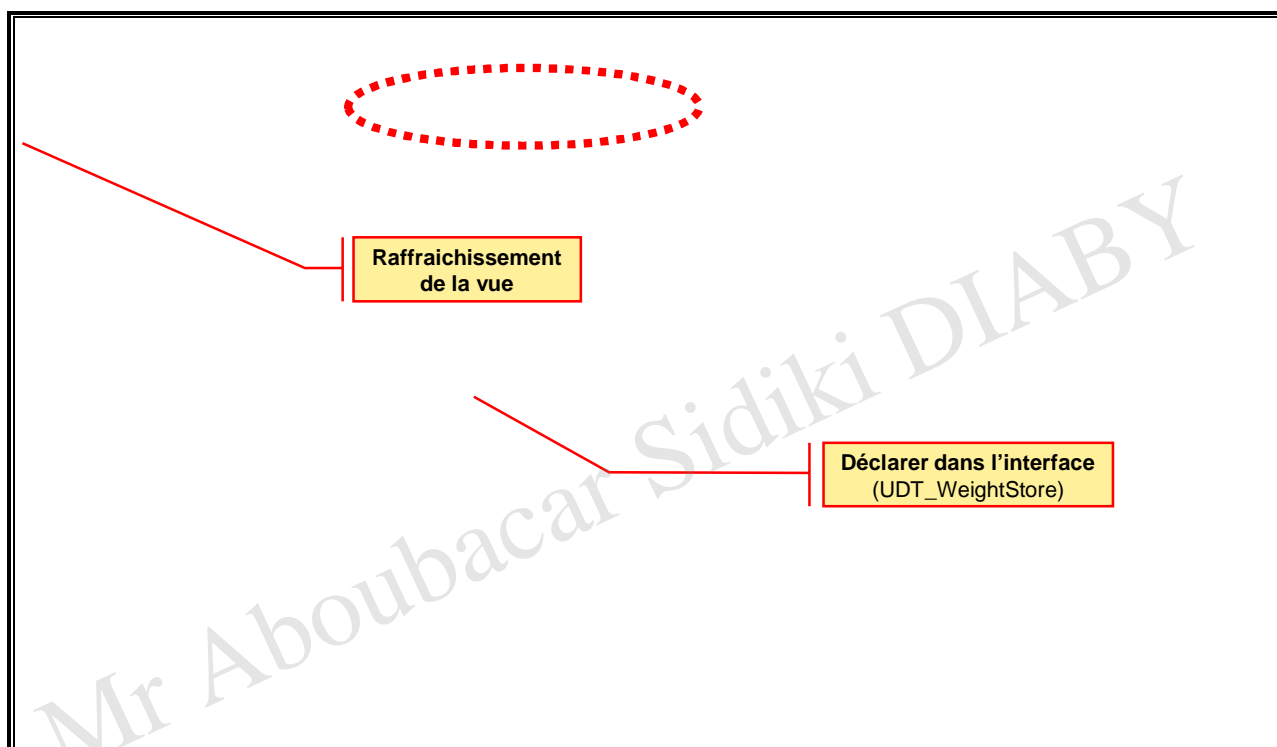 Raffraichissement
de la vue
Déclarer dans l’interface
(UDT_WeightStore)
Mr Aboubacar Sidiki DIABY